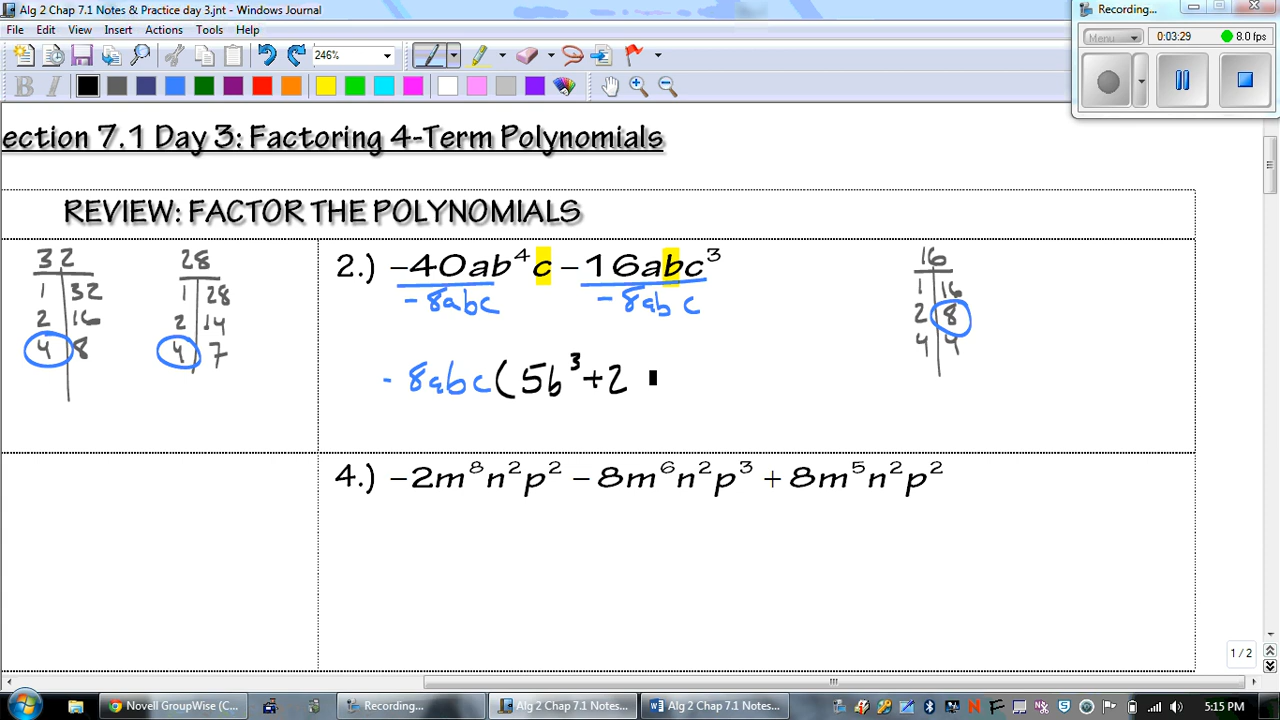 Alg 2 Chap 7.1 Notes & Practice day 3.jnt - Windows Journal
Recording...
File Edit View Insert Actions Tools Help
Menu 0:03:29 8.0 fps
246%
B I
ection 7.1 Day 3: Factoring 4-Term Polynomials
REVIEW: FACTOR THE POLYNOMIALS
32
1 32
2 16
4 8
28
1 28
2 14
4 7
2.) −40ab⁴c − 16abc³
- 8abc - 8abc
- 8abc(5b³+2
16
1 16
2 8
4 4
4.) −2m⁸n²p² − 8m⁶n²p³ + 8m⁵n²p²
1 / 2
Novell GroupWise (C...
Recording...
Alg 2 Chap 7.1 Notes...
Alg 2 Chap 7.1 Notes...
5:15 PM